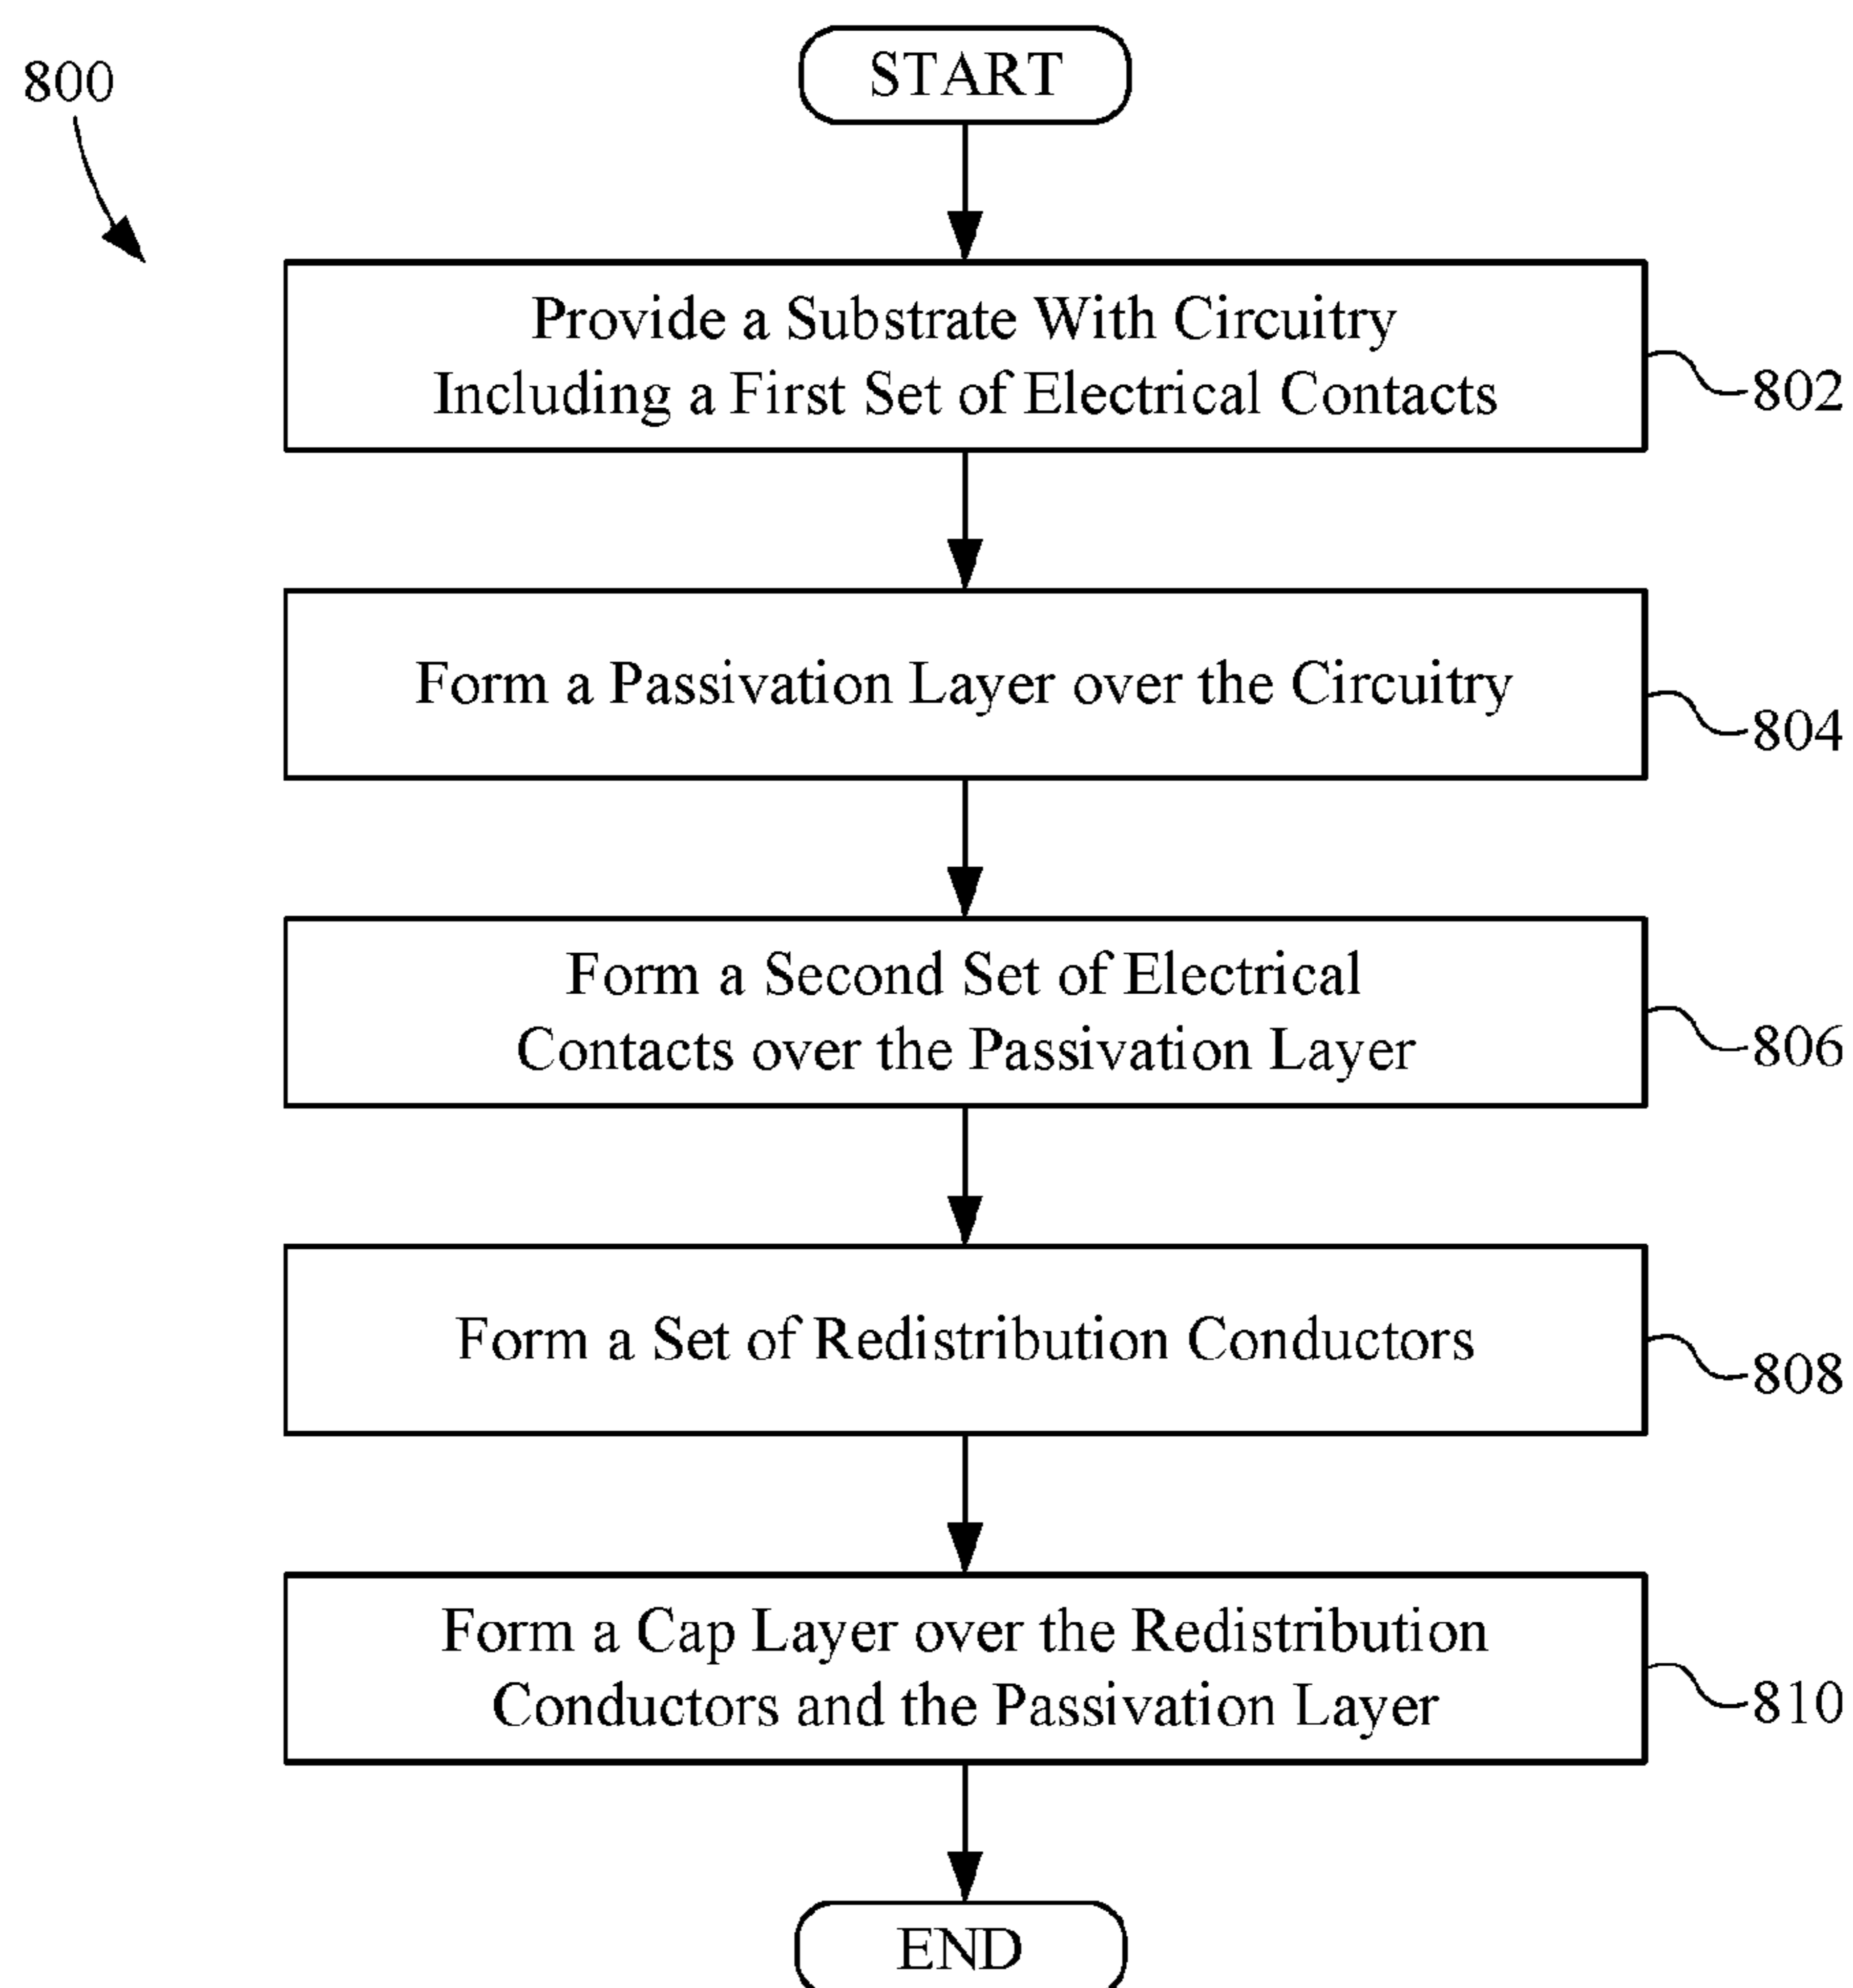 800
START
Provide a Substrate With Circuitry
Including a First Set of Electrical Contacts
802
Form a Passivation Layer over the Circuitry
804
Form a Second Set of Electrical
Contacts over the Passivation Layer
806
Form a Set of Redistribution Conductors
808
Form a Cap Layer over the Redistribution
Conductors and the Passivation Layer
810
END